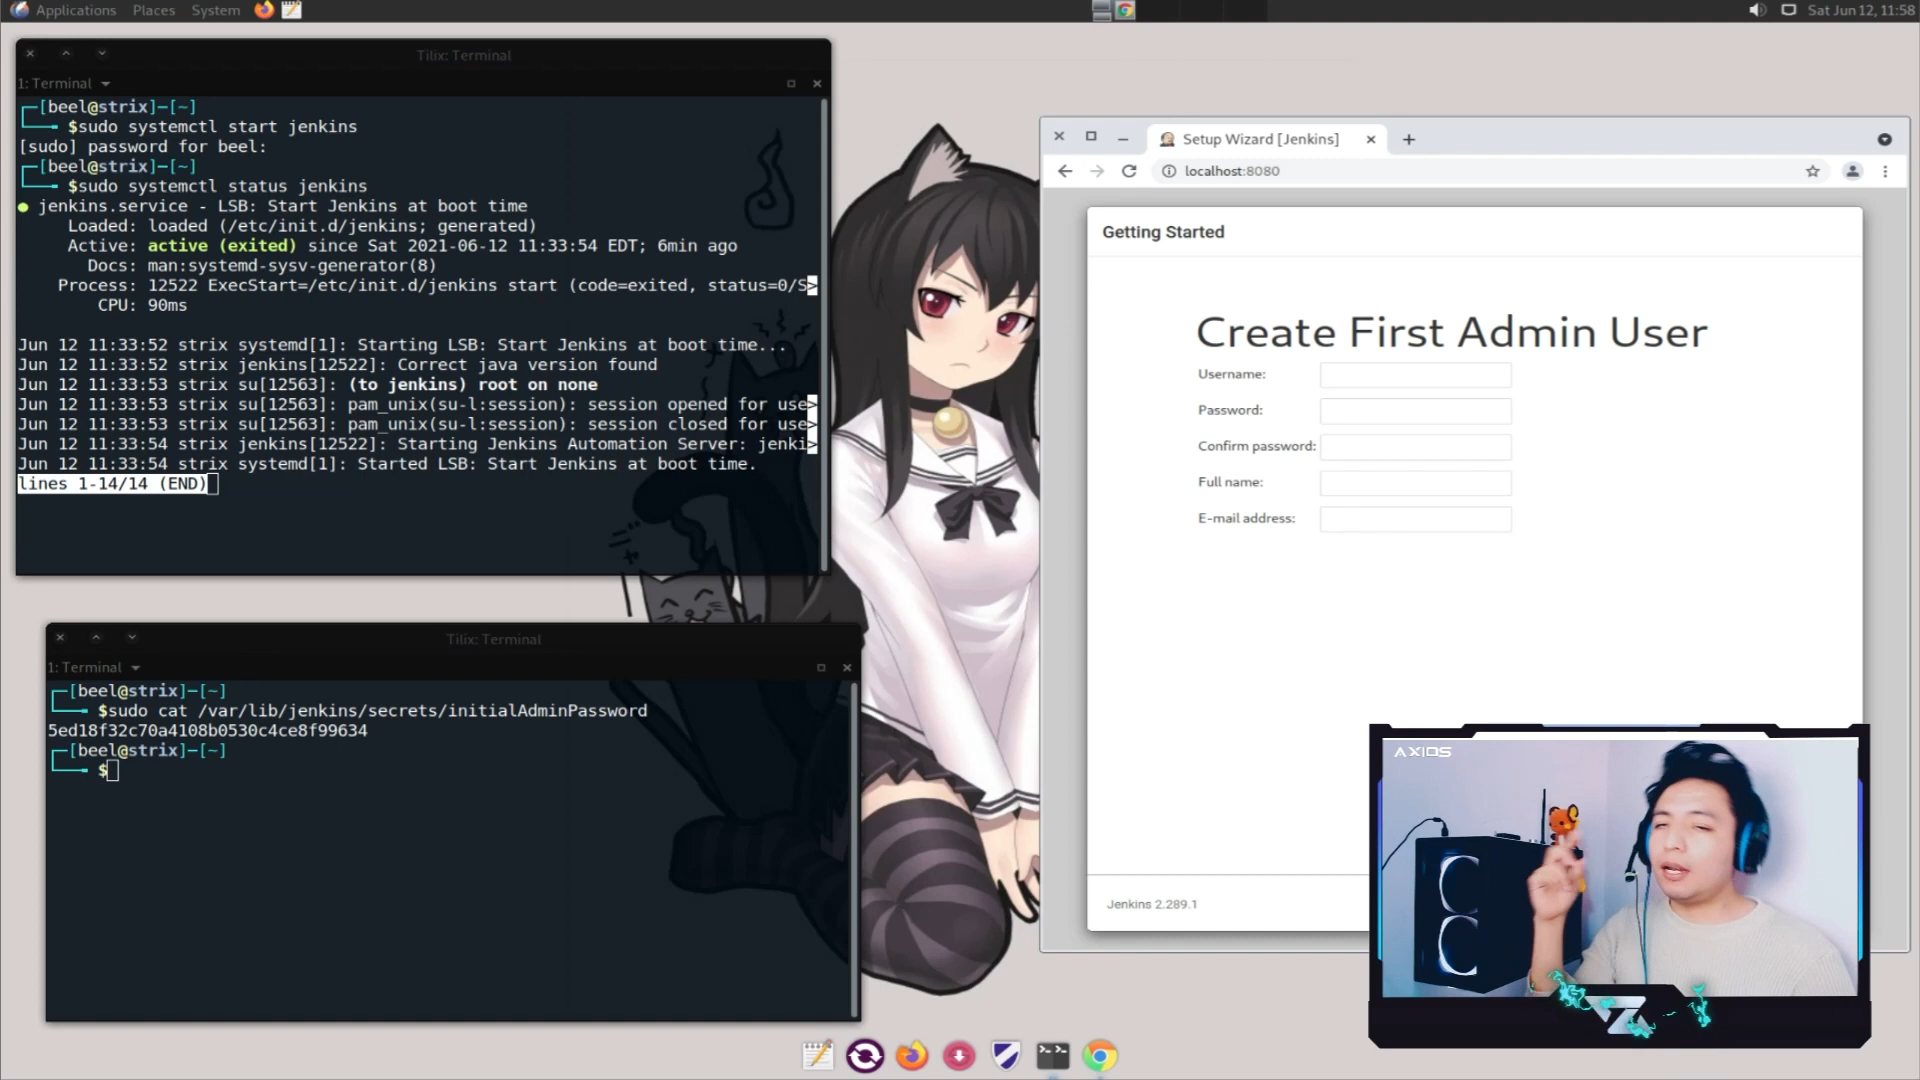 Applications Places System
Sat Jun 12, 11:58
Tilix: Terminal
1: Terminal
┌─[beel@strix]─[~]
└──╼ $sudo systemctl start jenkins
[sudo] password for beel:
┌─[beel@strix]─[~]
└──╼ $sudo systemctl status jenkins
● jenkins.service - LSB: Start Jenkins at boot time
Loaded: loaded (/etc/init.d/jenkins; generated)
Active: active (exited) since Sat 2021-06-12 11:33:54 EDT; 6min ago
Docs: man:systemd-sysv-generator(8)
Process: 12522 ExecStart=/etc/init.d/jenkins start (code=exited, status=0/S>
CPU: 90ms
Jun 12 11:33:52 strix systemd[1]: Starting LSB: Start Jenkins at boot time...
Jun 12 11:33:52 strix jenkins[12522]: Correct java version found
Jun 12 11:33:53 strix su[12563]: (to jenkins) root on none
Jun 12 11:33:53 strix su[12563]: pam_unix(su-l:session): session opened for use>
Jun 12 11:33:53 strix su[12563]: pam_unix(su-l:session): session closed for use>
Jun 12 11:33:54 strix jenkins[12522]: Starting Jenkins Automation Server: jenki>
Jun 12 11:33:54 strix systemd[1]: Started LSB: Start Jenkins at boot time.
lines 1-14/14 (END)
Tilix: Terminal
1: Terminal
┌─[beel@strix]─[~]
└──╼ $sudo cat /var/lib/jenkins/secrets/initialAdminPassword
5ed18f32c70a4108b0530c4ce8f99634
┌─[beel@strix]─[~]
└──╼ $
Setup Wizard [Jenkins]
localhost:8080
Getting Started
Create First Admin User
Username:
Password:
Confirm password:
Full name:
E-mail address:
Jenkins 2.289.1
AXIOS